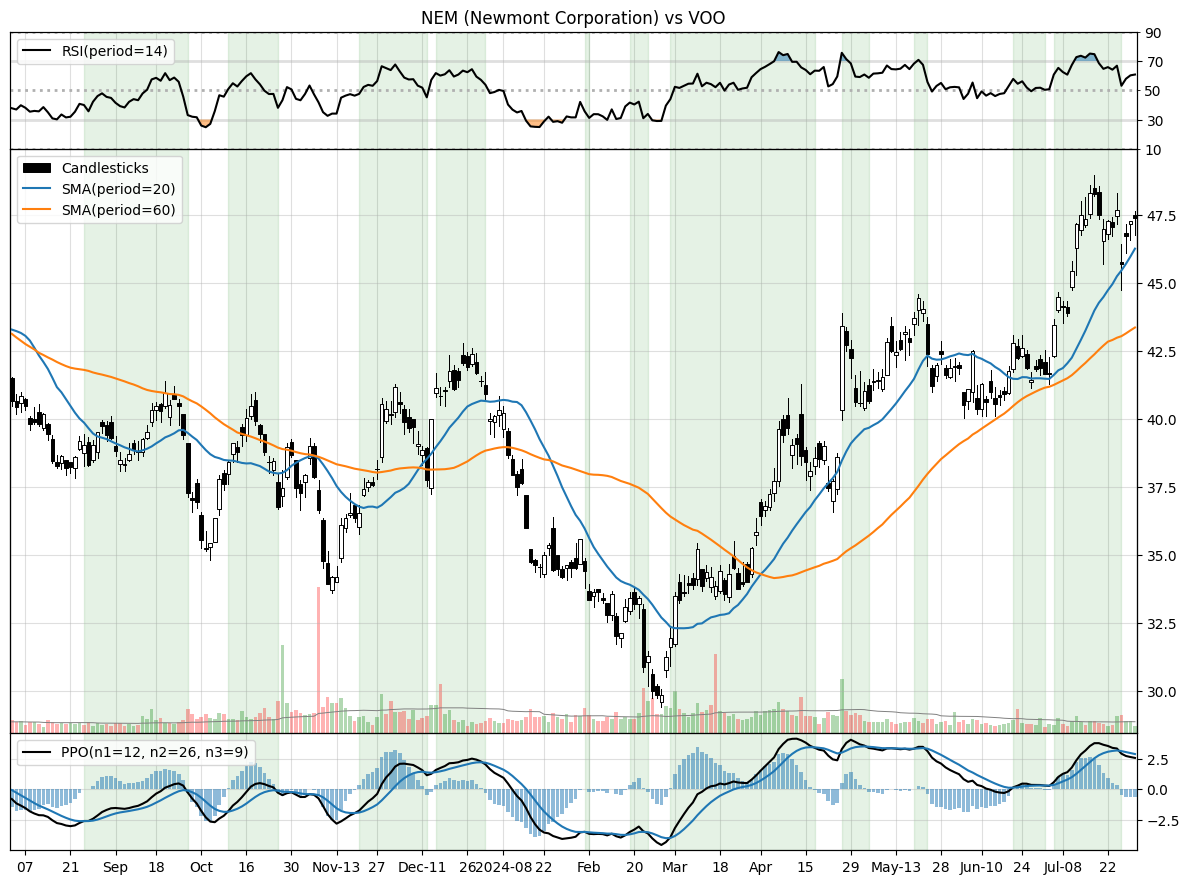 NEM (Newmont Corporation) vs VOO
RSI(period=14)
90
70
50
30
10
Candlesticks
SMA(period=20)
SMA(period=60)
47.5
45.0
42.5
40.0
37.5
35.0
32.5
30.0
PPO(n1=12, n2=26, n3=9)
2.5
0.0
−2.5
07 21 Sep 18 Oct 16 30 Nov-13 27 Dec-11 26 2024-08 22 Feb 20 Mar 18 Apr 15 29 May-13 28 Jun-10 24 Jul-08 22